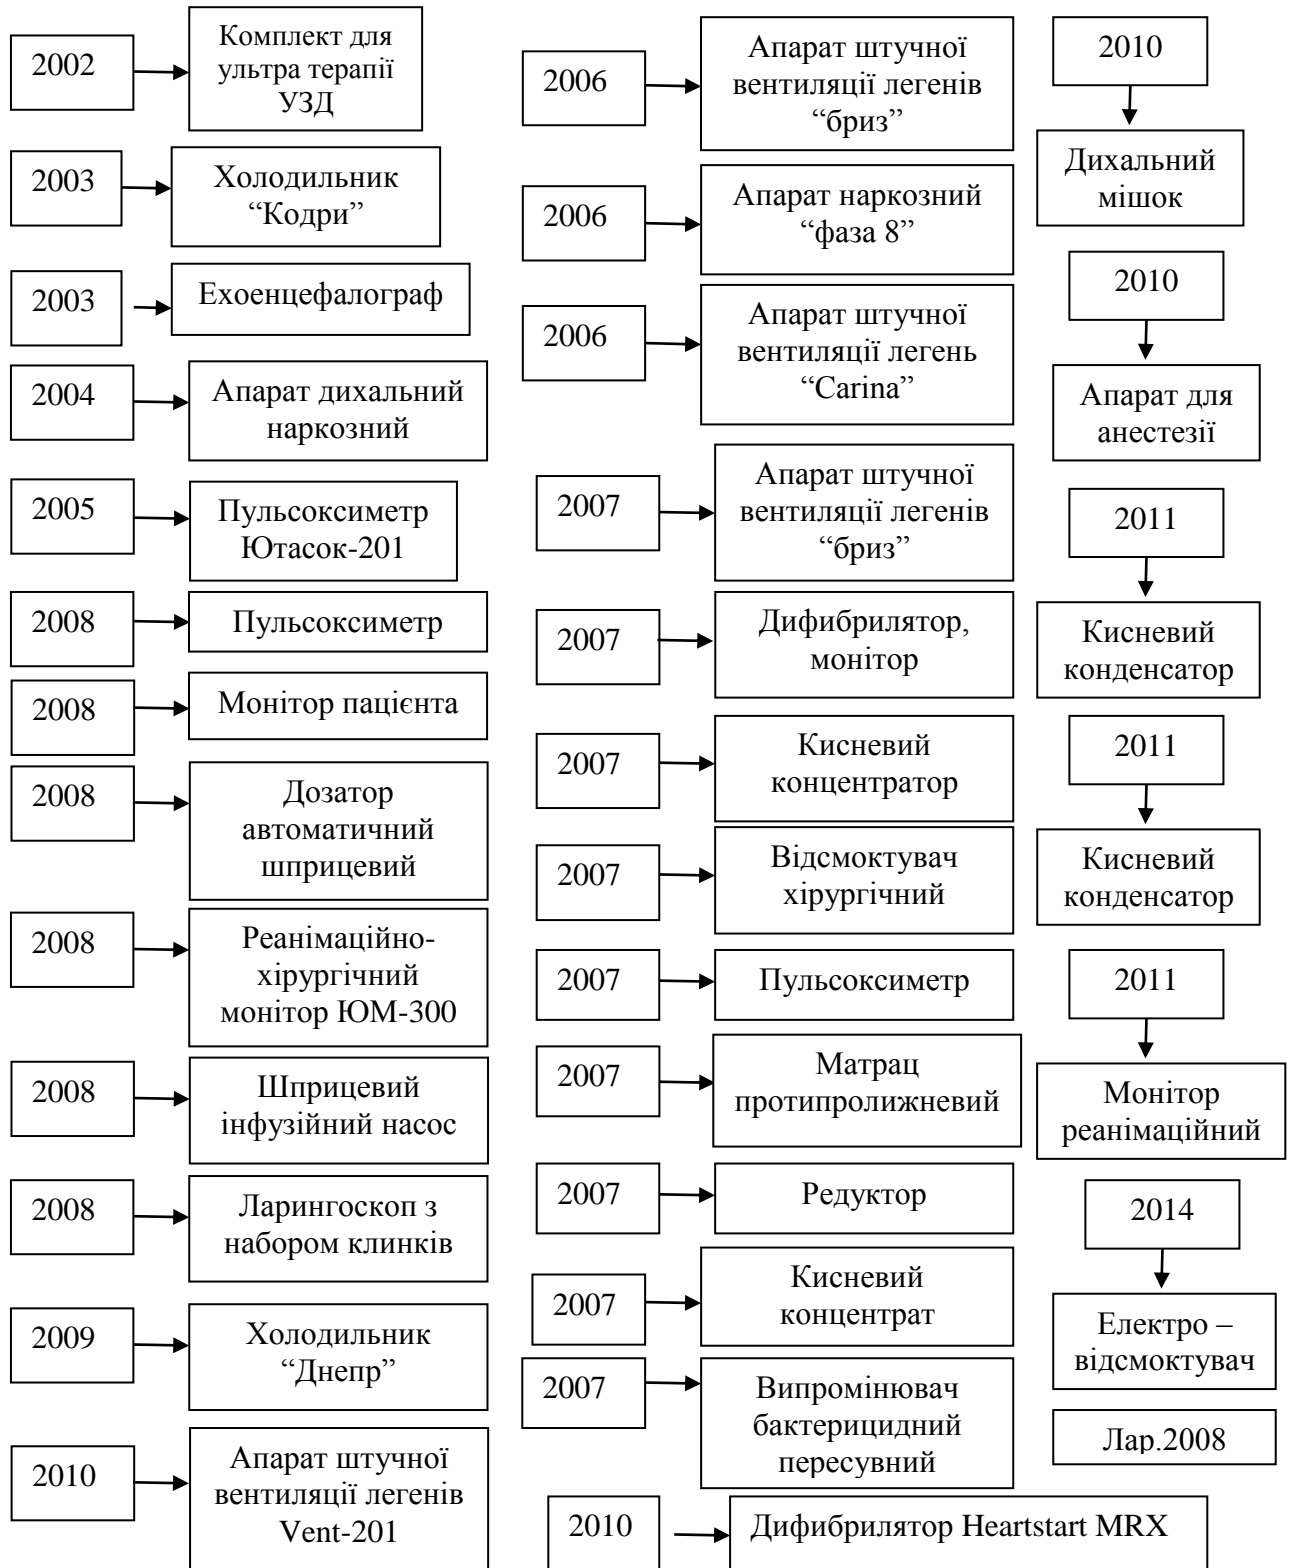 2002
Комплект для
ультра терапії
УЗД
2003
Холодильник
“Кодри”
2003
Ехоенцефалограф
2004
Апарат дихальний
наркозний
2005
Пульсоксиметр
Ютасок-201
2008
Пульсоксиметр
2008
Монітор пацієнта
2008
Дозатор
автоматичний
шприцевий
2008
Реанімаційно-
хірургічний
монітор ЮМ-300
2008
Шприцевий
інфузійний насос
2008
Ларингоскоп з
набором клинків
2009
Холодильник
“Днепр”
2010
Апарат штучної
вентиляції легенів
Vent-201
2006
Апарат штучної
вентиляції легенів
“бриз”
2006
Апарат наркозний
“фаза 8”
2006
Апарат штучної
вентиляції легень
“Carina”
2007
Апарат штучної
вентиляції легенів
“бриз”
2007
Дифибрилятор,
монітор
2007
Кисневий
концентратор
2007
Відсмоктувач
хірургічний
2007
Пульсоксиметр
2007
Матрац
протипролижневий
2007
Редуктор
2007
Кисневий
концентрат
2007
Випромінювач
бактерицидний
пересувний
2010
Дифибрилятор Heartstart MRX
2010
Дихальний
мішок
2010
Апарат для
анестезії
2011
Кисневий
конденсатор
2011
Кисневий
конденсатор
2011
Монітор
реанімаційний
2014
Електро –
відсмоктувач
Лар.2008